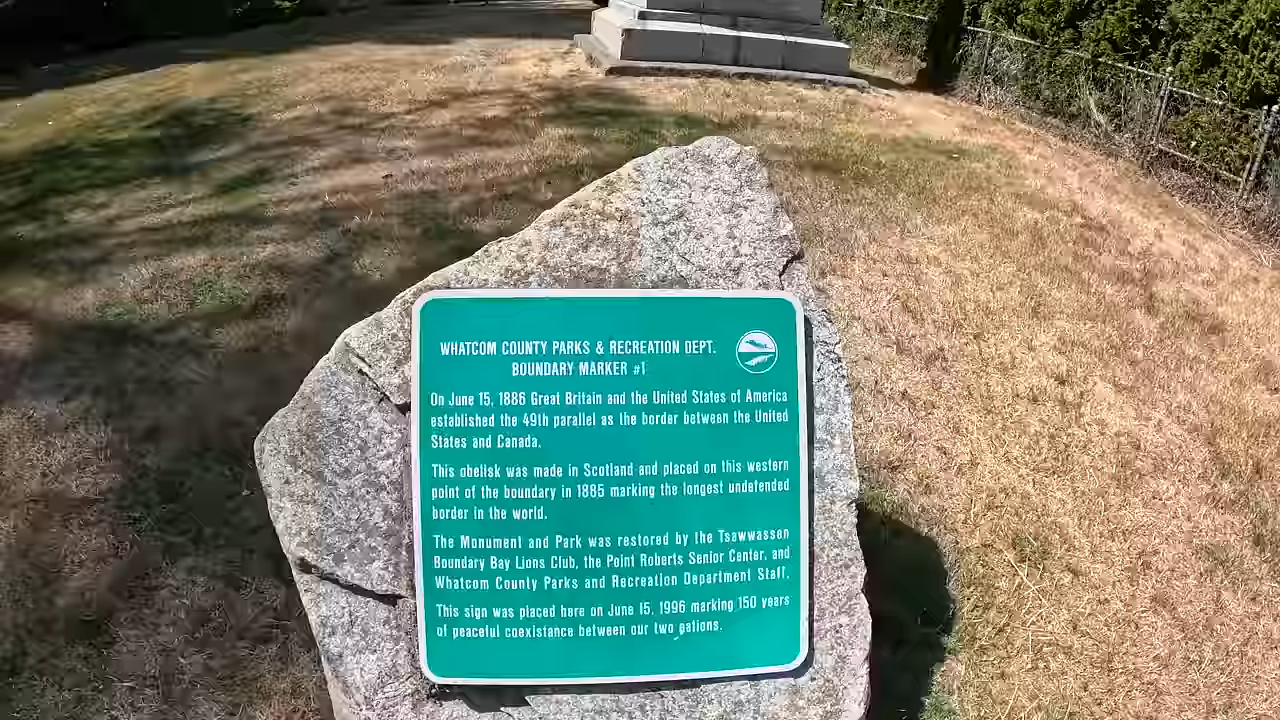 WHATCOM COUNTY PARKS & RECREATION DEPT.
BOUNDARY MARKER #1
On June 15, 1886 Great Britain and the United States of America
established the 49th parallel as the border between the United
States and Canada.
This obelisk was made in Scotland and placed on this western
point of the boundary in 1885 marking the longest undefended
border in the world.
The Monument and Park was restored by the Tsawwassen
Boundary Bay Lions Club, the Point Roberts Senior Center, and
Whatcom County Parks and Recreation Department Staff.
This sign was placed here on June 15, 1996 marking 150 years
of peaceful coexistance between our two nations.